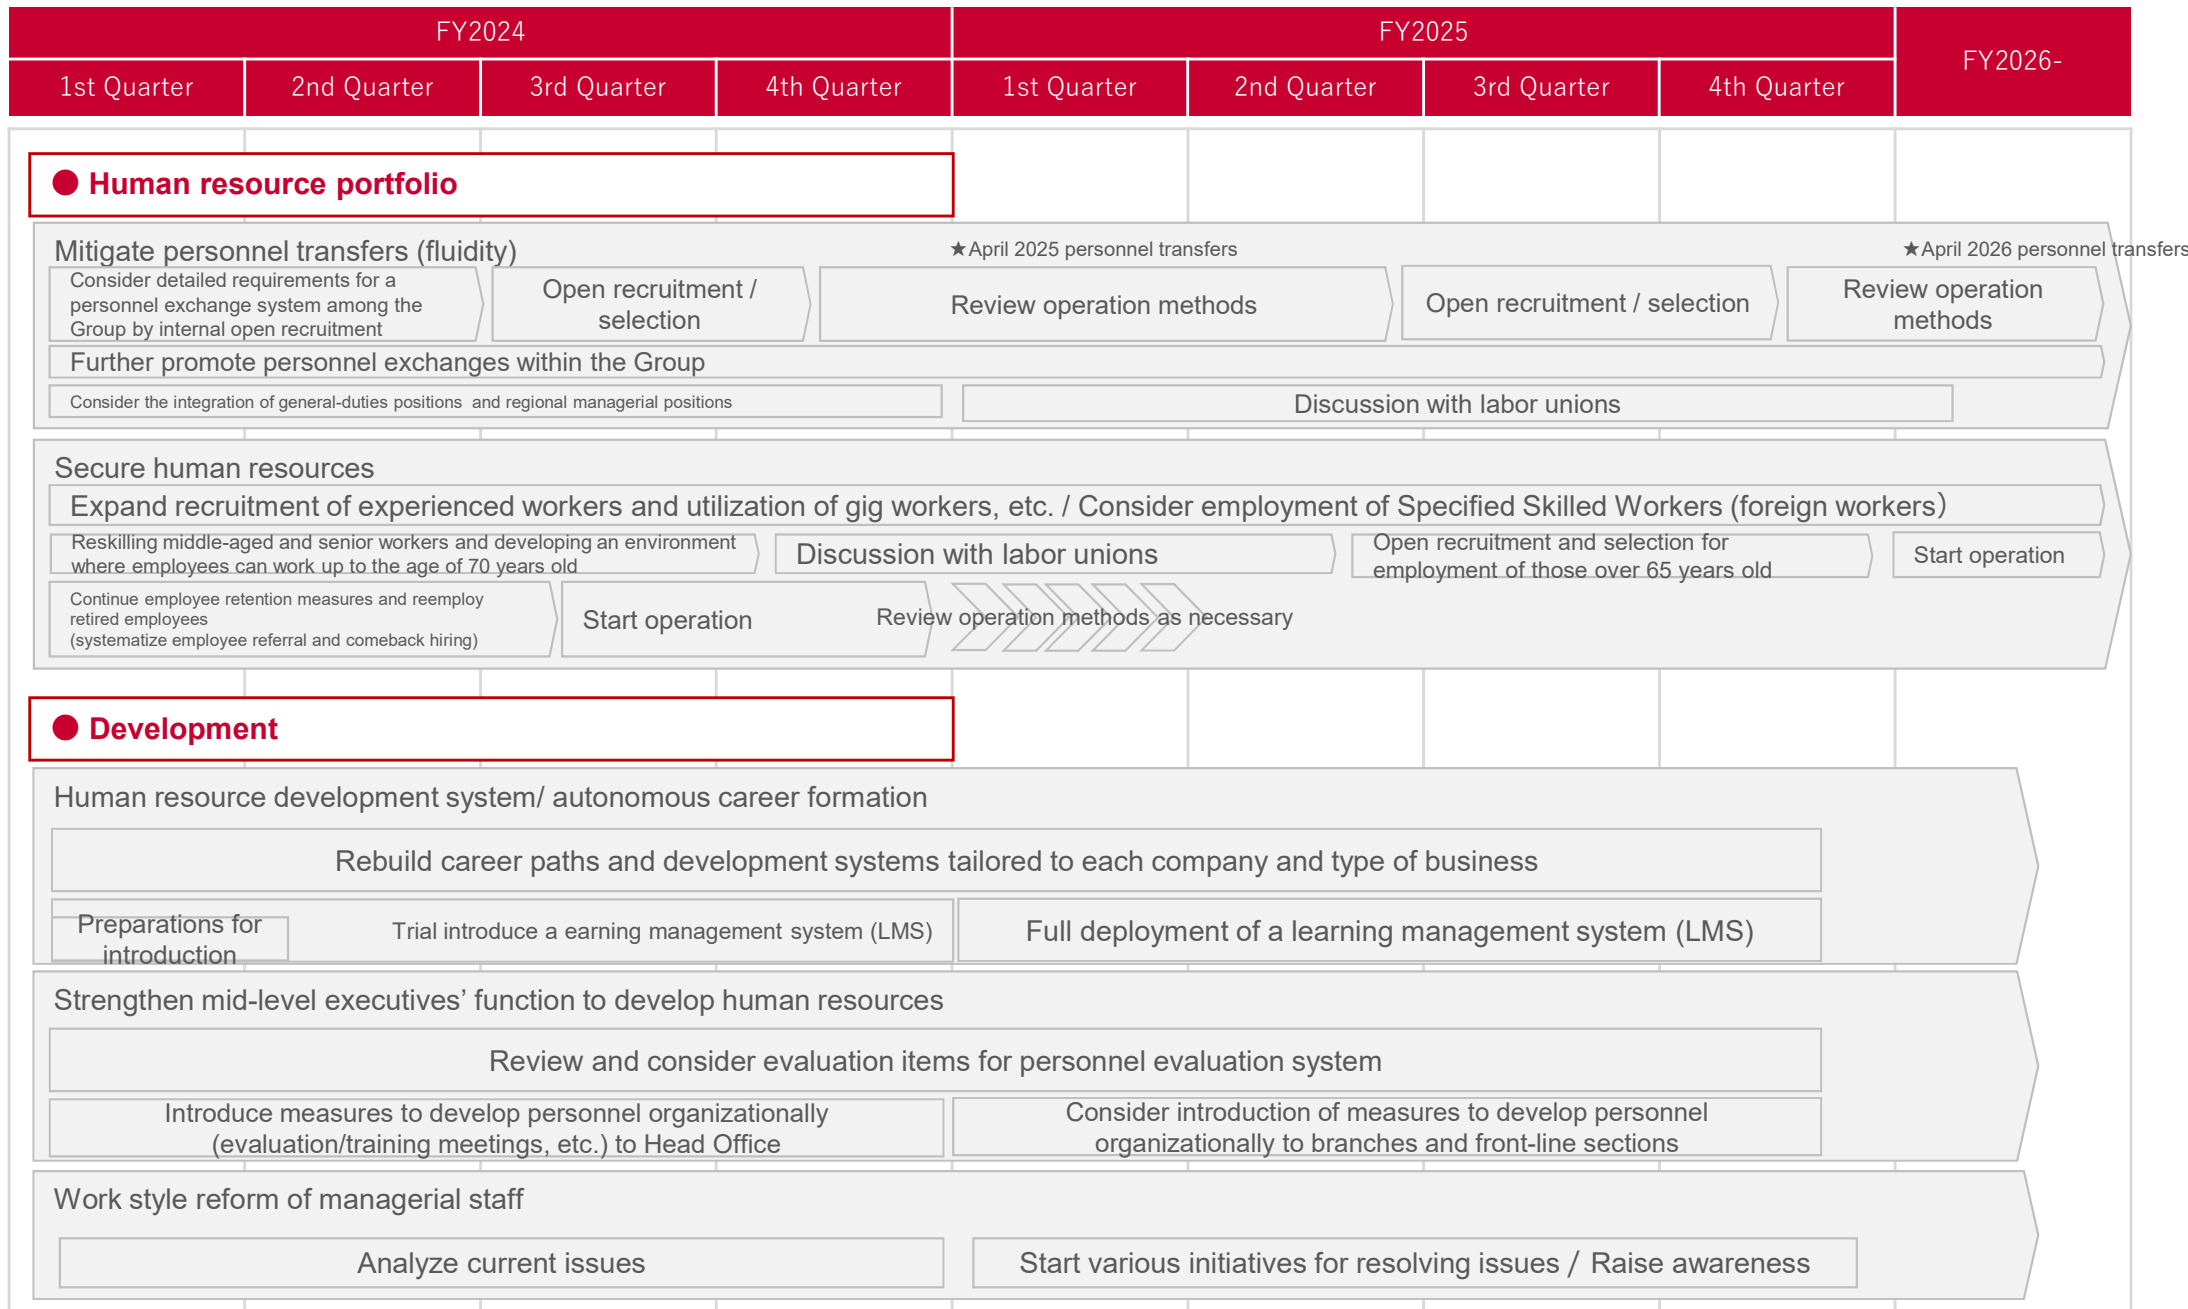 FY2024
FY2025
FY2026-
1st Quarter
2nd Quarter
3rd Quarter
4th Quarter
1st Quarter
2nd Quarter
3rd Quarter
4th Quarter
● Human resource portfolio
Mitigate personnel transfers (fluidity)
★April 2025 personnel transfers
★April 2026 personnel transfers
Consider detailed requirements for a
personnel exchange system among the
Group by internal open recruitment
Open recruitment /
selection
Review operation methods
Open recruitment / selection
Review operation
methods
Further promote personnel exchanges within the Group
Consider the integration of general-duties positions and regional managerial positions
Discussion with labor unions
Secure human resources
Expand recruitment of experienced workers and utilization of gig workers, etc. / Consider employment of Specified Skilled Workers (foreign workers）
Reskilling middle-aged and senior workers and developing an environment
where employees can work up to the age of 70 years old
Discussion with labor unions
Open recruitment and selection for
employment of those over 65 years old
Start operation
Continue employee retention measures and reemploy
retired employees
(systematize employee referral and comeback hiring)
Start operation
Review operation methods as necessary
● Development
Human resource development system/ autonomous career formation
Rebuild career paths and development systems tailored to each company and type of business
Preparations for
introduction
Trial introduce a earning management system (LMS)
Full deployment of a learning management system (LMS)
Strengthen mid-level executives’ function to develop human resources
Review and consider evaluation items for personnel evaluation system
Introduce measures to develop personnel organizationally
(evaluation/training meetings, etc.) to Head Office
Consider introduction of measures to develop personnel
organizationally to branches and front-line sections
Work style reform of managerial staff
Analyze current issues
Start various initiatives for resolving issues / Raise awareness